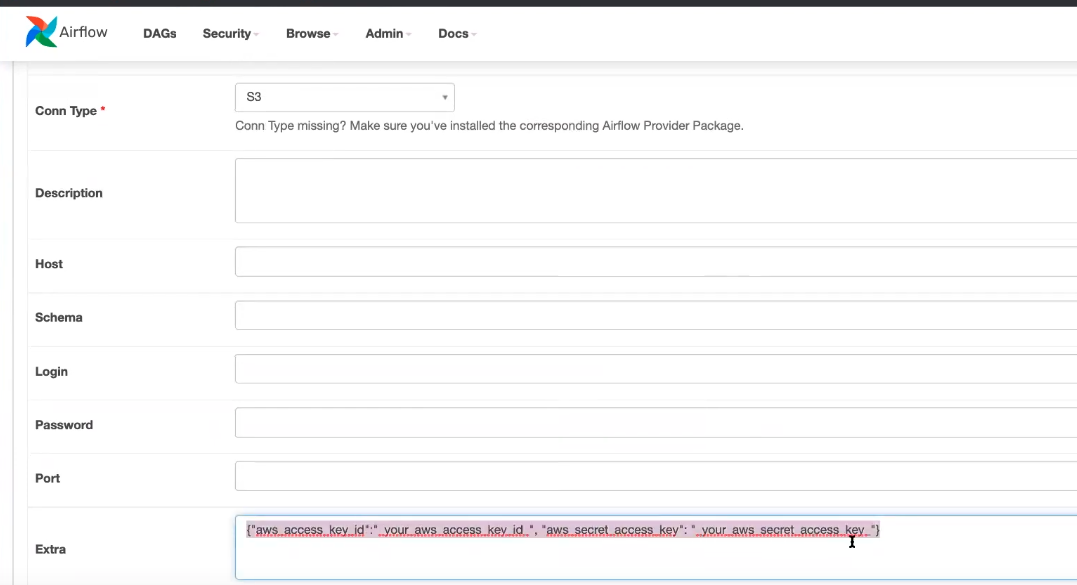 Airflow DAGs Security Browse Admin Docs
Conn Type * S3
Conn Type missing? Make sure you've installed the corresponding Airflow Provider Package.
Description
Host
Schema
Login
Password
Port
Extra {"aws_access_key_id":"_your_aws_access_key_id_", "aws_secret_access_key": "_your_aws_secret_access_key_"}